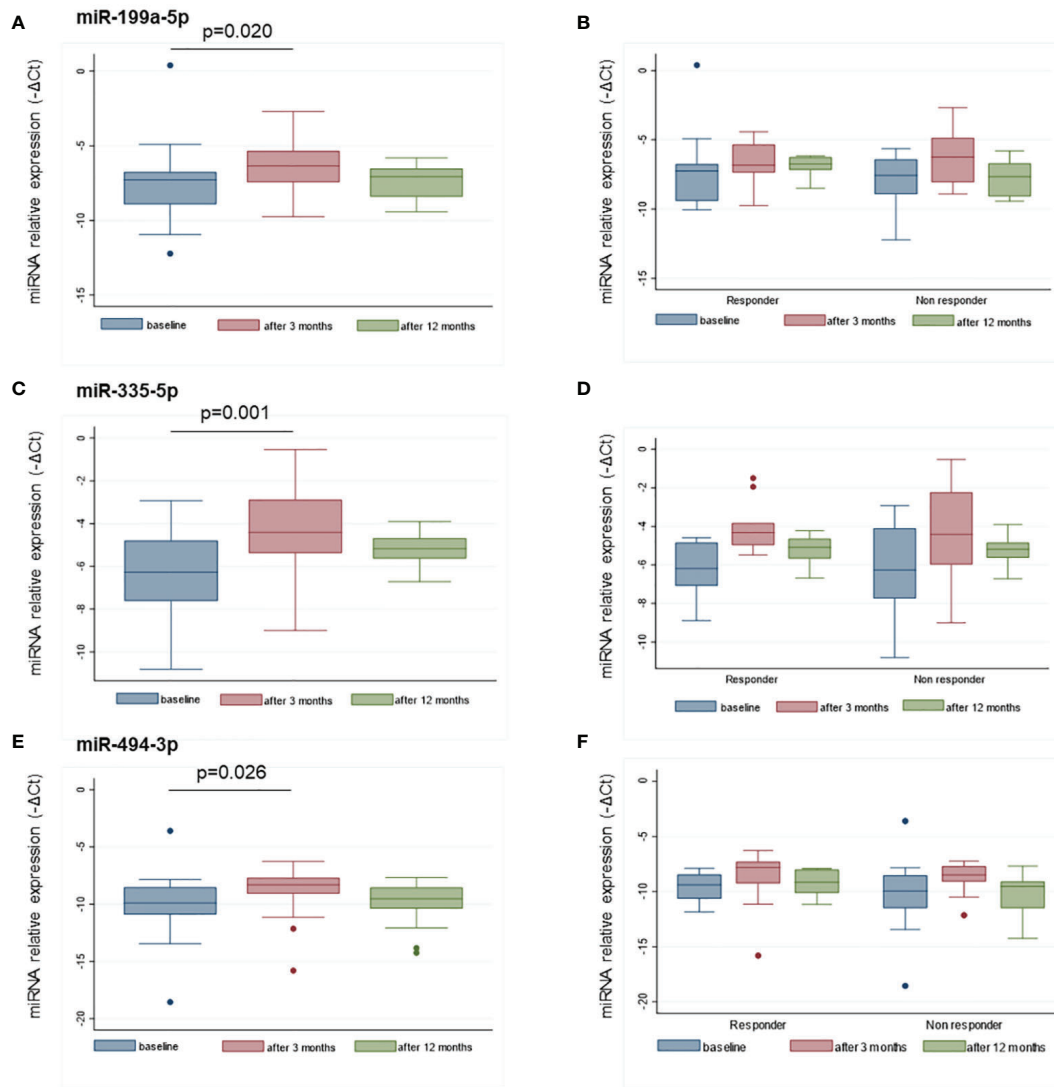 A
miR-199a-5p
p=0.020
miRNA relative expression (-ΔCt)
0
-5
-10
-15
baseline
after 3 months
after 12 months
B
miRNA relative expression (-ΔCt)
0
-5
-10
-15
Responder
Non responder
baseline
after 3 months
after 12 months
C
miR-335-5p
p=0.001
miRNA relative expression (-ΔCt)
0
-2
-4
-6
-8
-10
baseline
after 3 months
after 12 months
D
miRNA relative expression (-ΔCt)
0
-2
-4
-6
-8
-10
Responder
Non responder
baseline
after 3 months
after 12 months
E
miR-494-3p
p=0.026
miRNA relative expression (-ΔCt)
0
-5
-10
-15
-20
baseline
after 3 months
after 12 months
F
miRNA relative expression (-ΔCt)
0
-5
-10
-15
-20
Responder
Non responder
baseline
after 3 months
after 12 months